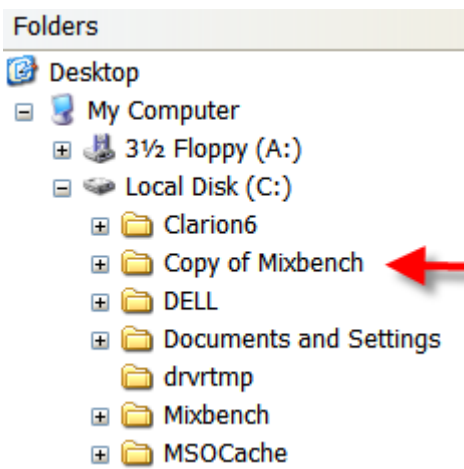 Folders
Desktop
My Computer
3½ Floppy (A:)
Local Disk (C:)
Clarion6
Copy of Mixbench
DELL
Documents and Settings
drvrtmp
Mixbench
MSOCache